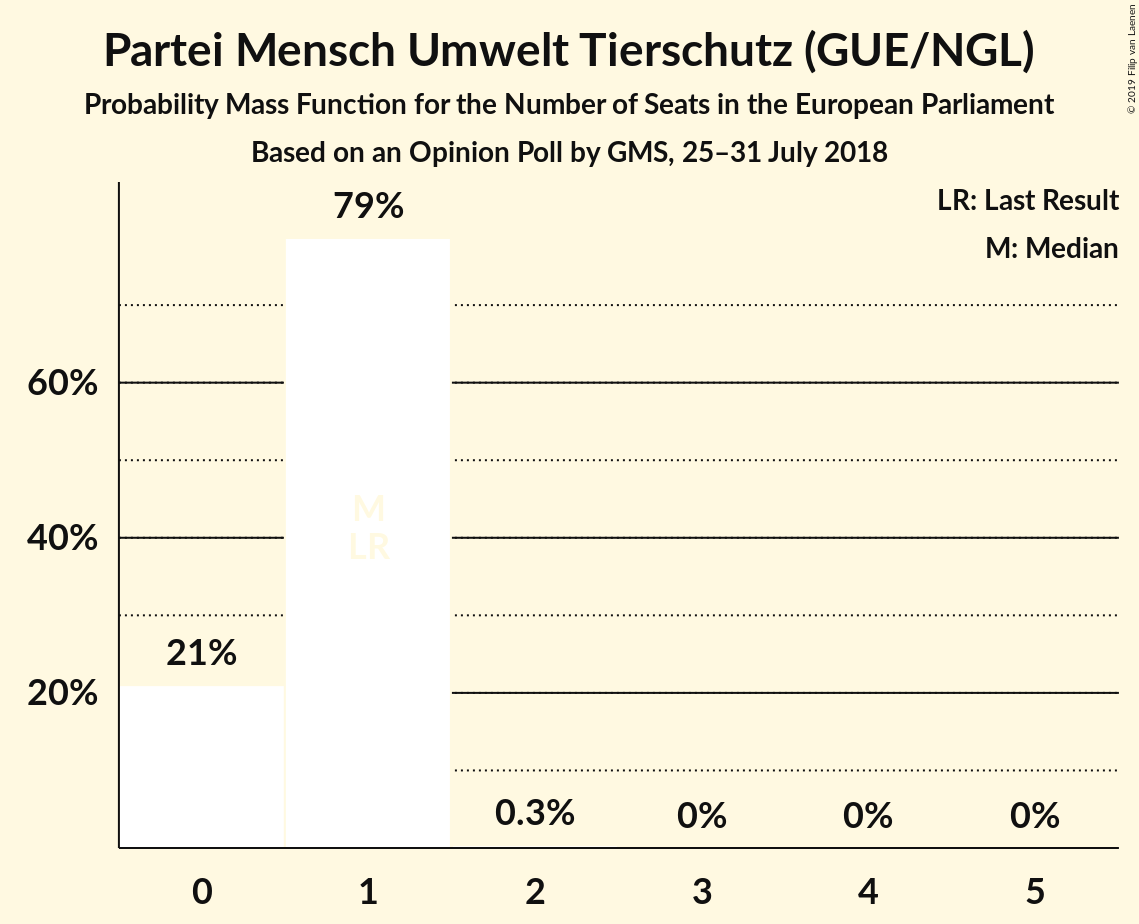 Partei Mensch Umwelt Tierschutz (GUE/NGL)
Probability Mass Function for the Number of Seats in the European Parliament
Based on an Opinion Poll by GMS, 25–31 July 2018
© 2019 Filip van Laenen
LR: Last Result
M: Median
79%
60%
M
40%
LR
21%
20%
0.3%
0%
0%
0%
0 1 2 3 4 5